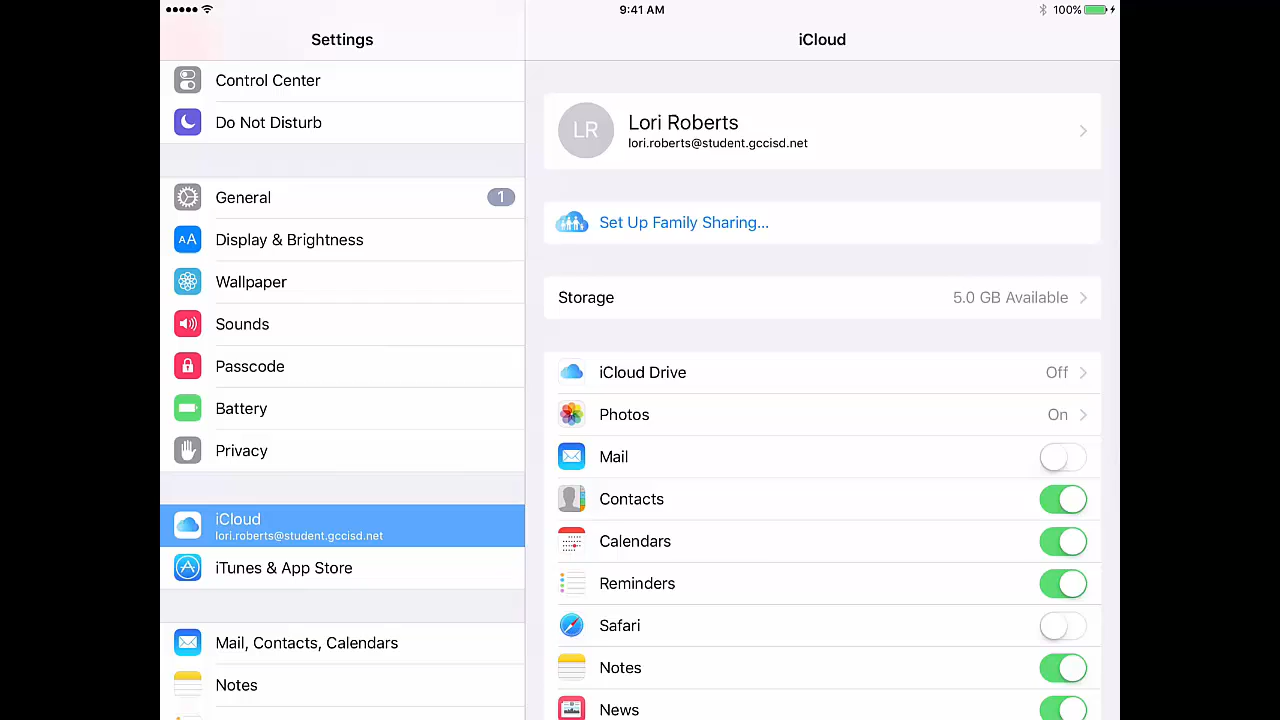 9:41 AM
100%
Settings
iCloud
Control Center
Do Not Disturb
General 1
AA Display & Brightness
Wallpaper
Sounds
Passcode
Battery
Privacy
iCloud
lori.roberts@student.gccisd.net
iTunes & App Store
Mail, Contacts, Calendars
Notes
LR
Lori Roberts
lori.roberts@student.gccisd.net
Set Up Family Sharing...
Storage 5.0 GB Available
iCloud Drive Off
Photos On
Mail
Contacts
Calendars
Reminders
Safari
Notes
News